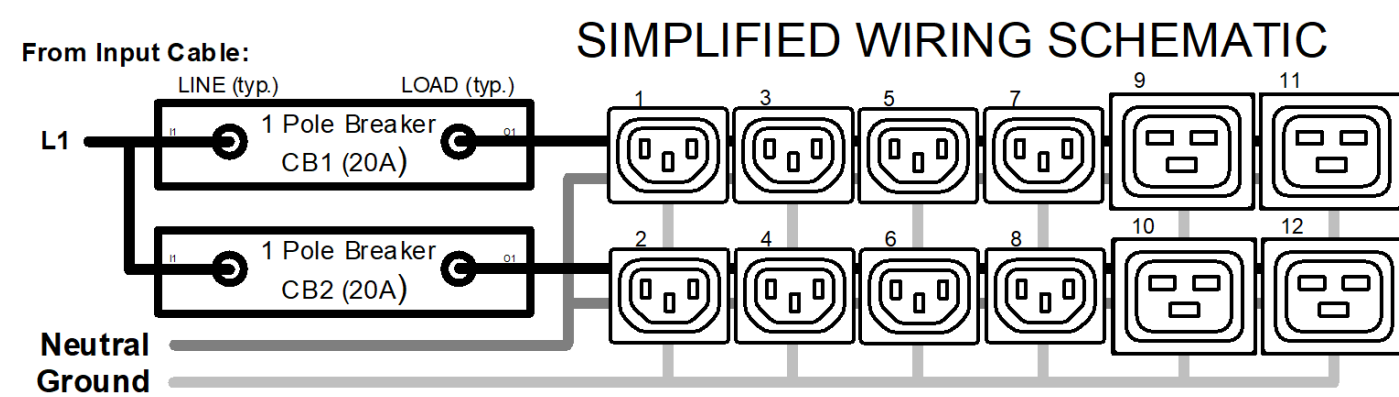 SIMPLIFIED WIRING SCHEMATIC
From Input Cable:
LINE (typ.) LOAD (typ.)
1 3 5 7 9 11
L1 I1 1 Pole Breaker O1
CB1 (20A)
2 4 6 8 10 12
I1 1 Pole Breaker O1
CB2 (20A)
Neutral
Ground